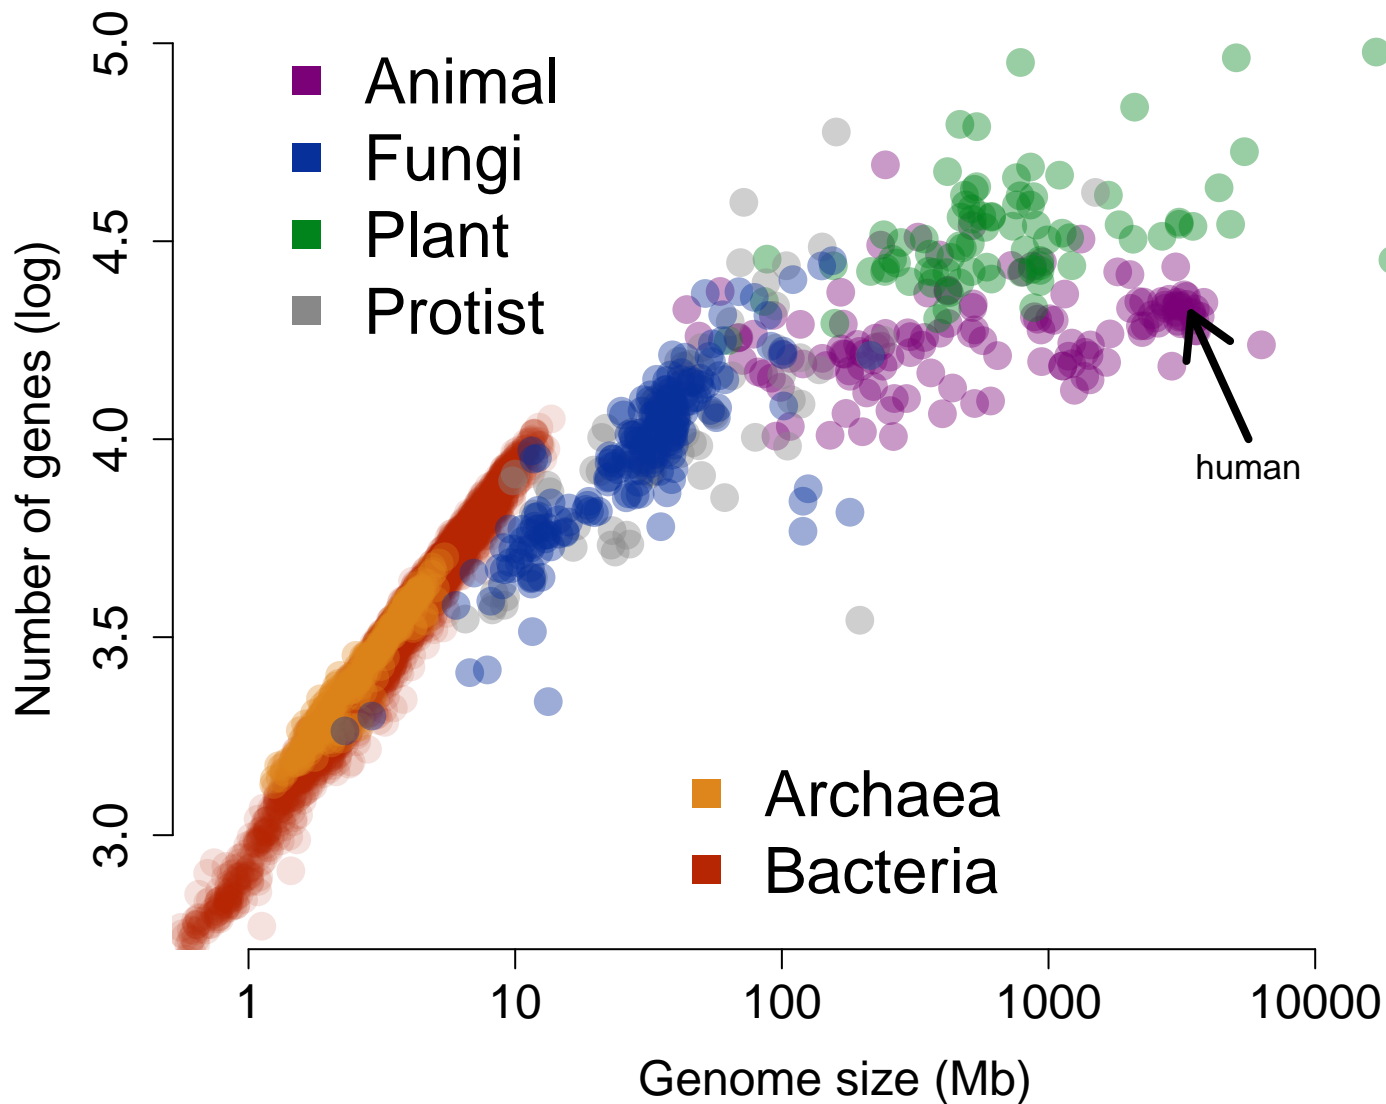 Animal
Fungi
Plant
Protist
Archaea
Bacteria
human
Number of genes (log)
5.0
4.5
4.0
3.5
3.0
1
10
100
1000
10000
Genome size (Mb)